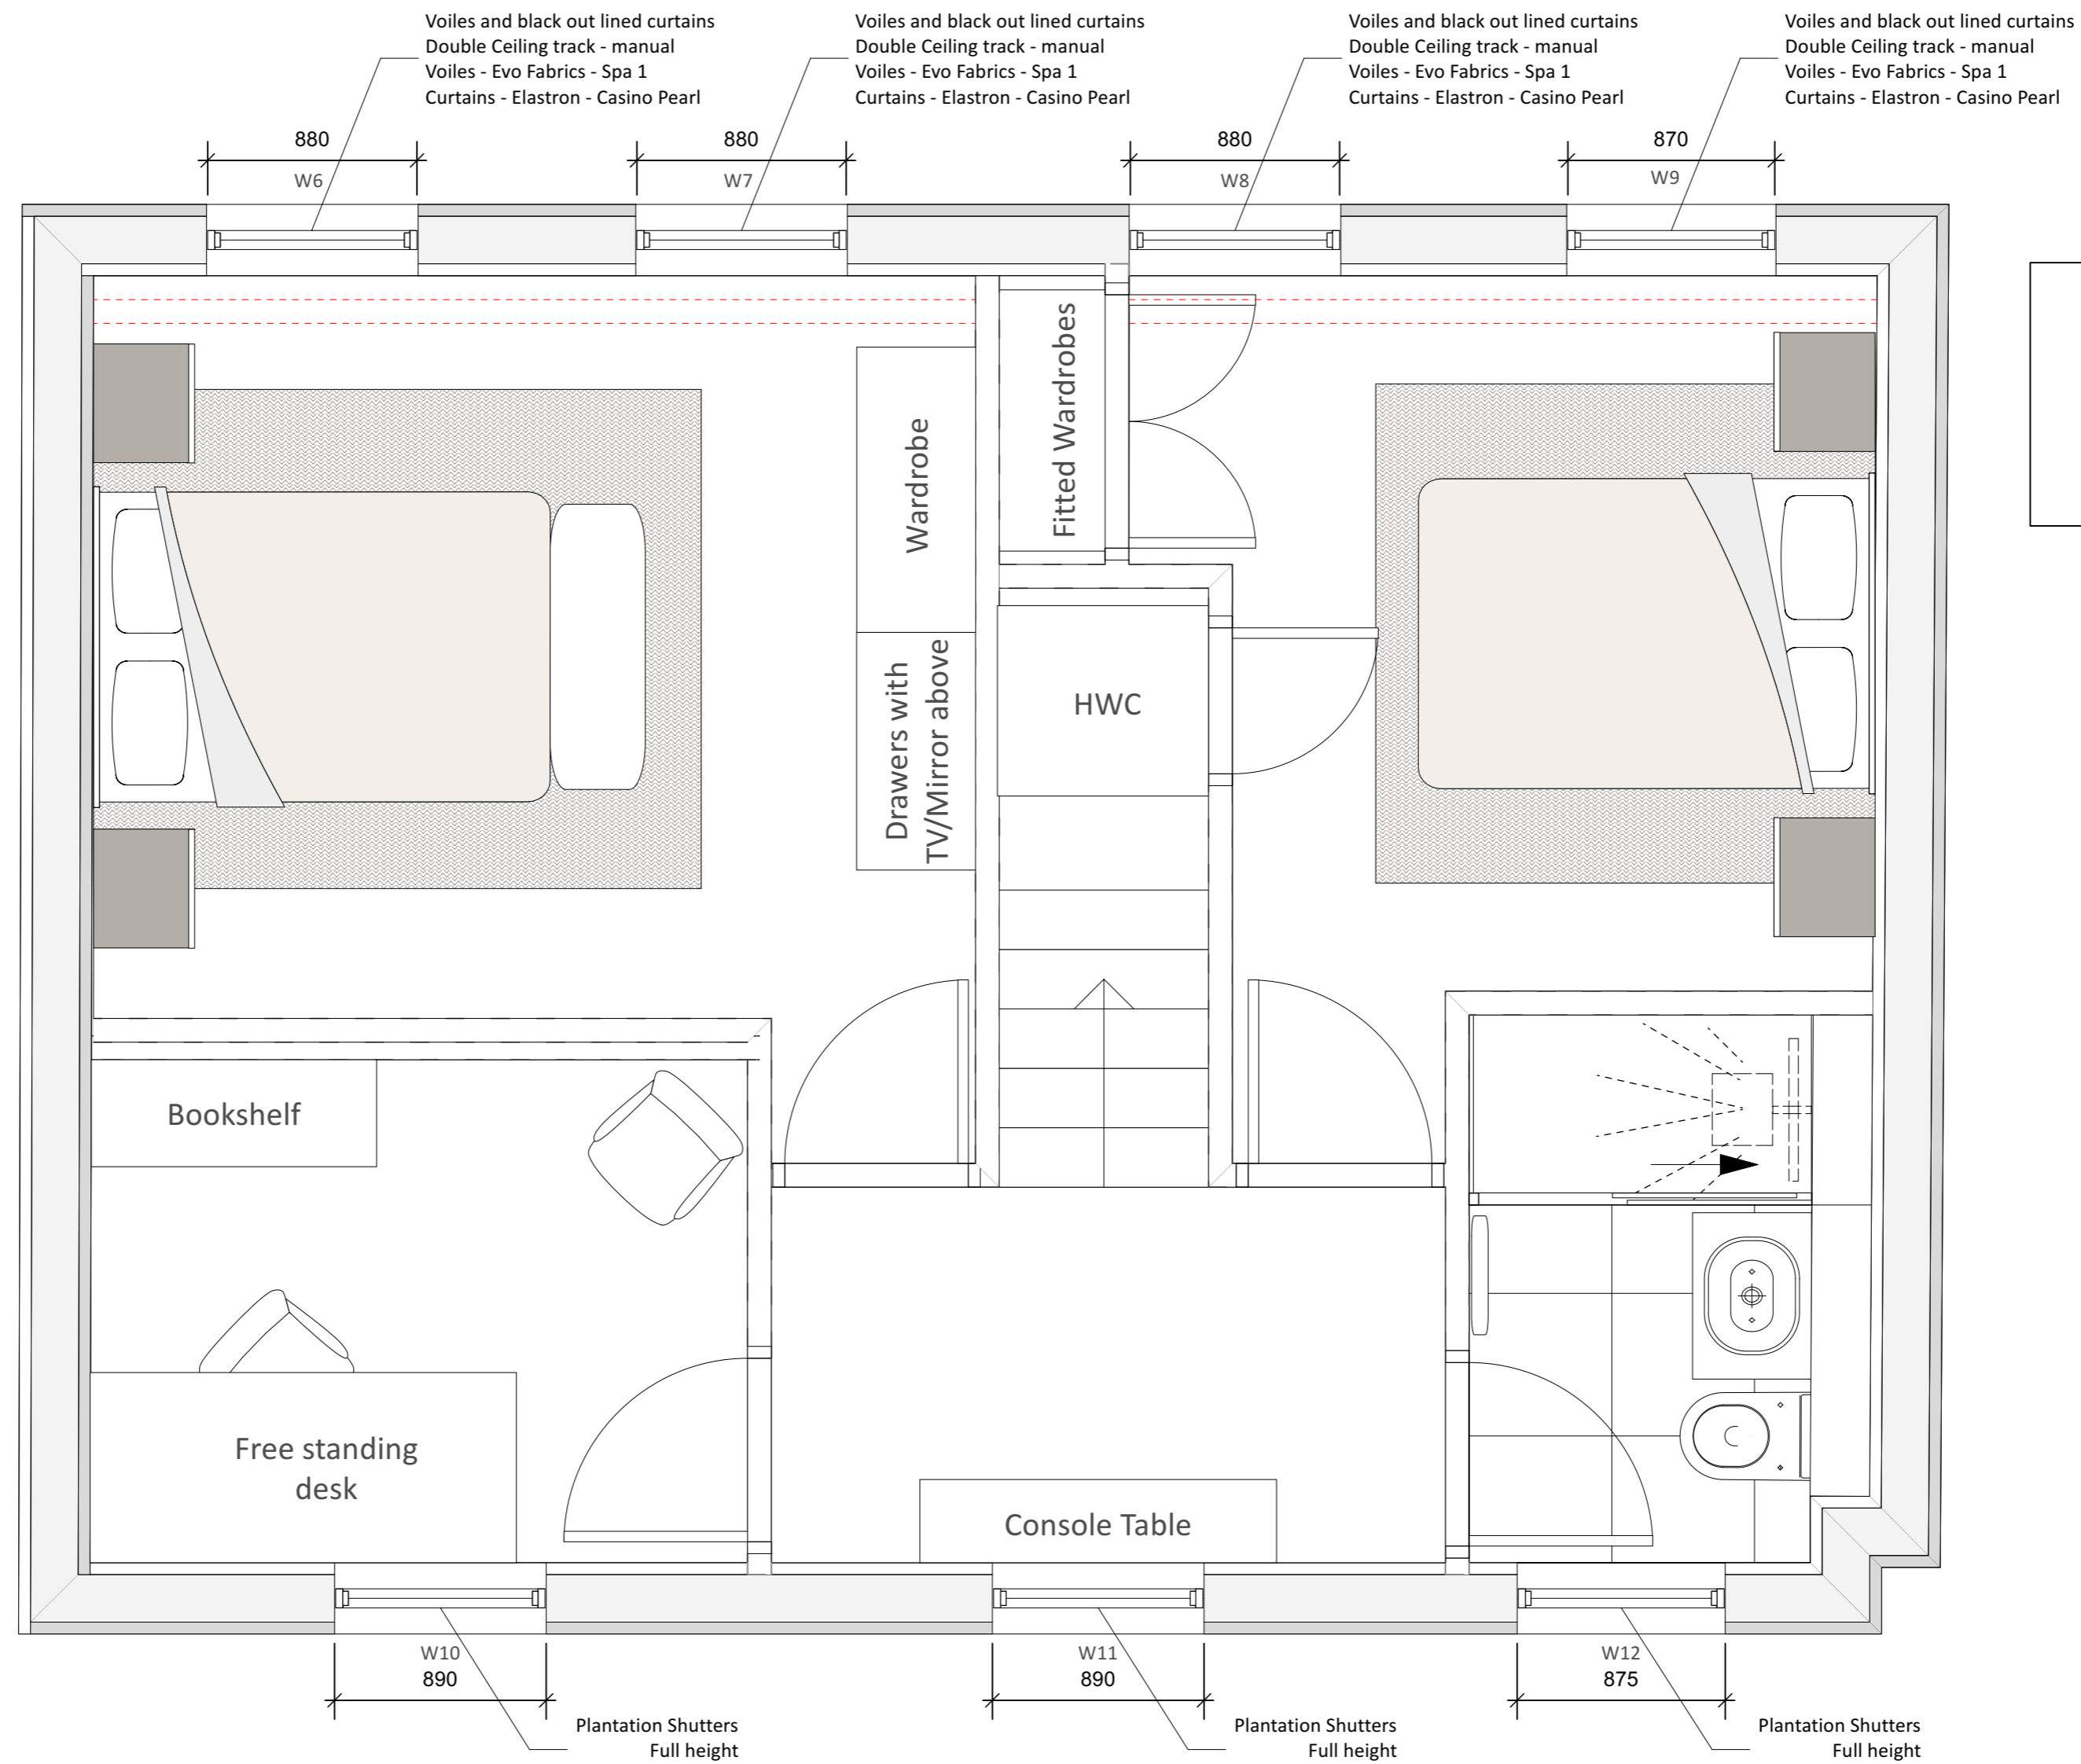 Voiles and black out lined curtains
Double Ceiling track - manual
Voiles - Evo Fabrics - Spa 1
Curtains - Elastron - Casino Pearl
Voiles and black out lined curtains
Double Ceiling track - manual
Voiles - Evo Fabrics - Spa 1
Curtains - Elastron - Casino Pearl
Voiles and black out lined curtains
Double Ceiling track - manual
Voiles - Evo Fabrics - Spa 1
Curtains - Elastron - Casino Pearl
Voiles and black out lined curtains
Double Ceiling track - manual
Voiles - Evo Fabrics - Spa 1
Curtains - Elastron - Casino Pearl
880
W6
880
W7
880
W8
870
W9
Wardrobe
Fitted Wardrobes
Drawers with
TV/Mirror above
HWC
Bookshelf
Free standing
desk
Console Table
W10
890
W11
890
W12
875
Plantation Shutters
Full height
Plantation Shutters
Full height
Plantation Shutters
Full height